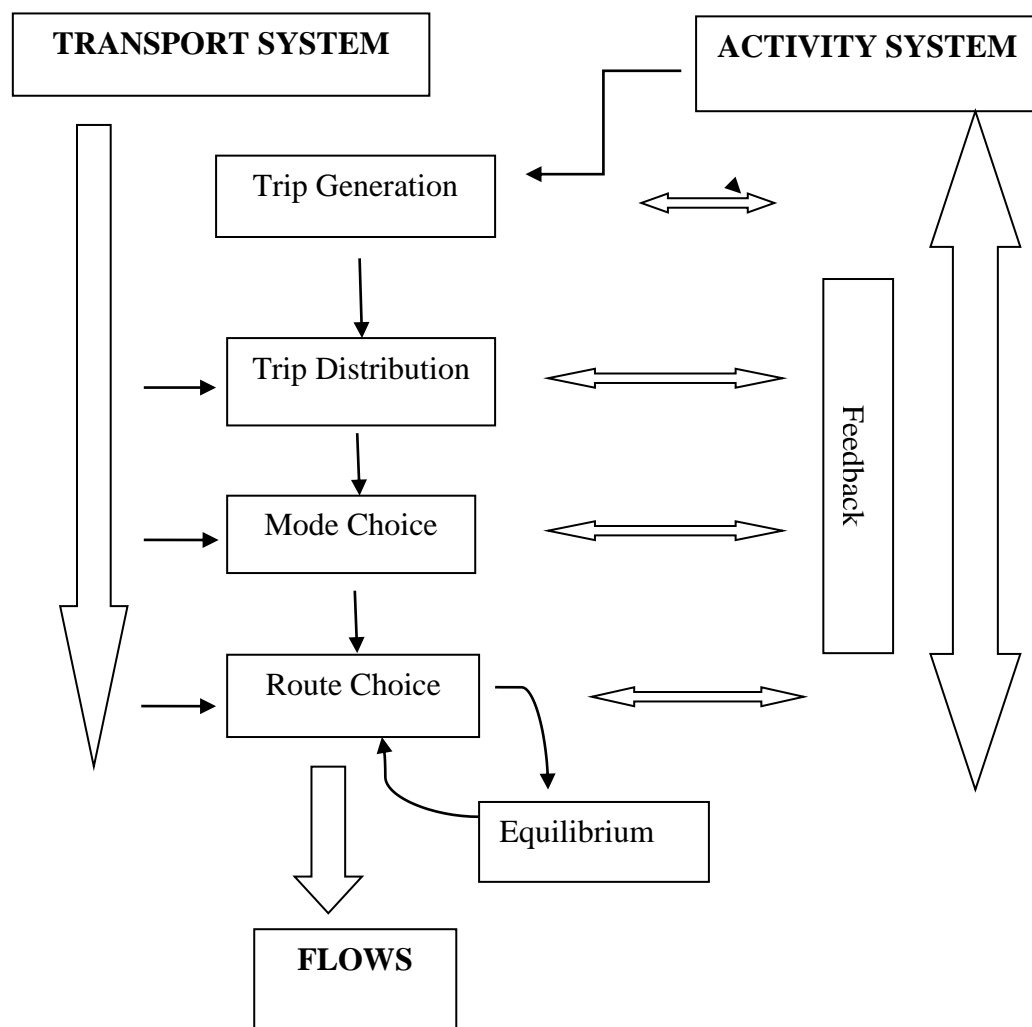 TRANSPORT SYSTEM
ACTIVITY SYSTEM
Trip Generation
Trip Distribution
Feedback
Mode Choice
Route Choice
Equilibrium
FLOWS